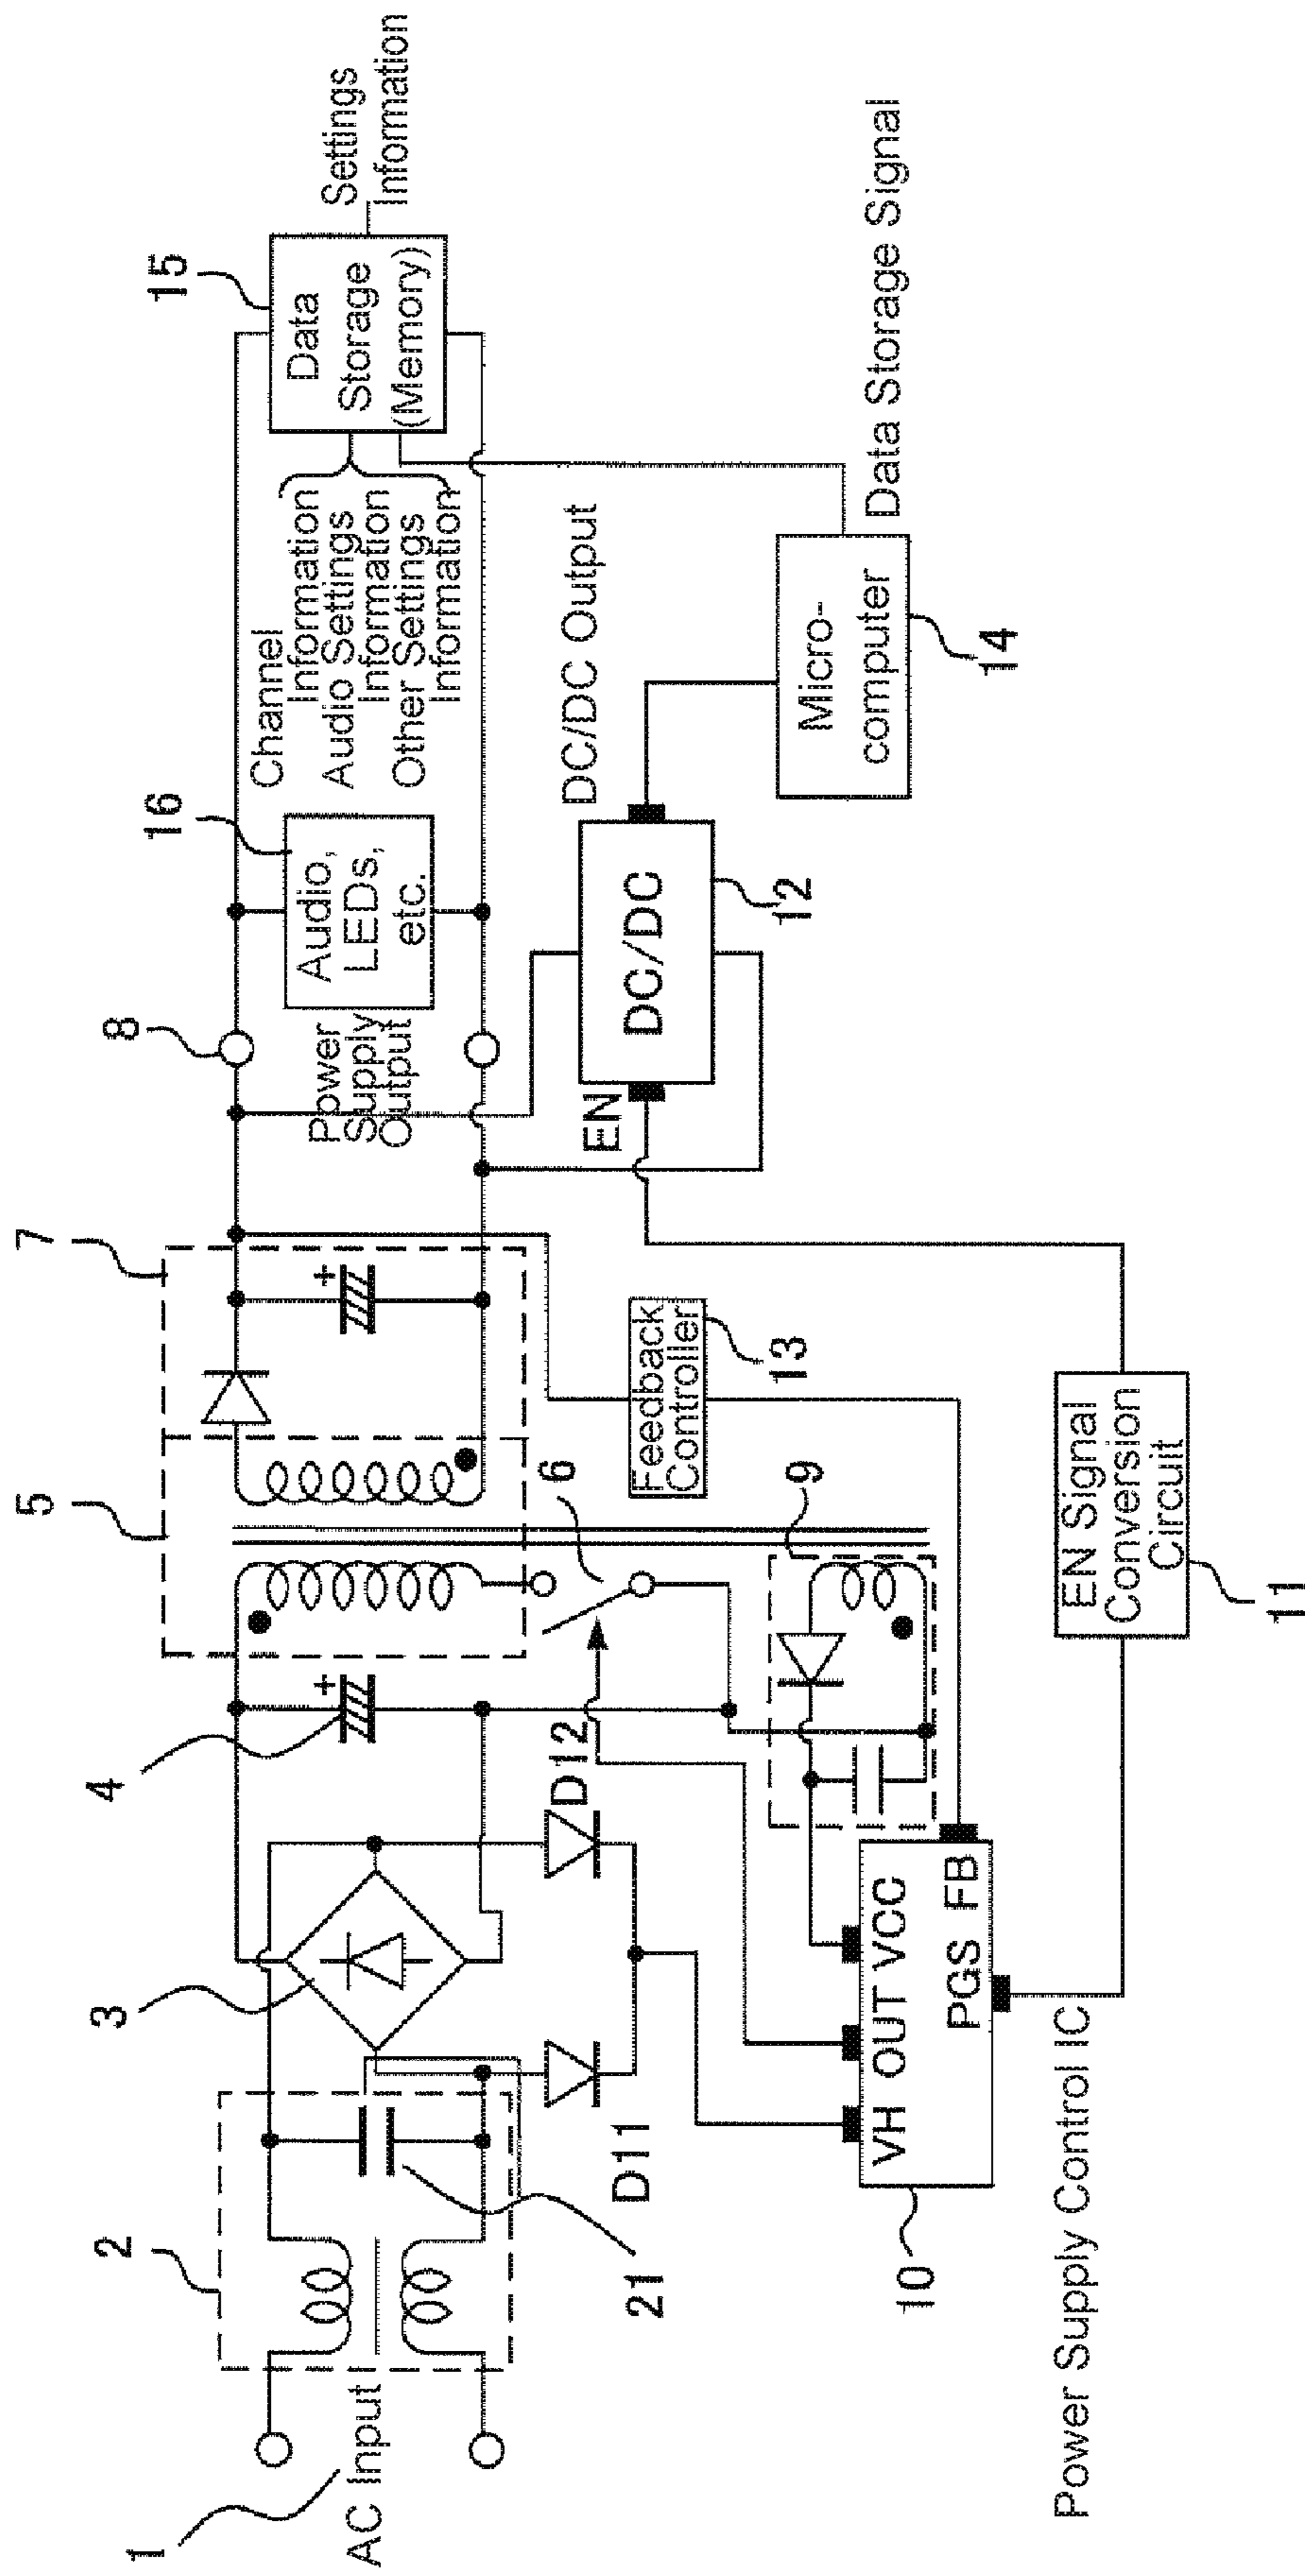 1
AC Input
2
21
3
D11
D12
4
5
6
7
8
Power
Supply
Output
16
Audio,
LEDs,
etc.
Channel
Information
Audio Settings
Information
Other Settings
Information
15
Data
Storage
(Memory)
Settings
Information
9
13
Feedback
Controller
EN
DC/DC
12
DC/DC Output
Micro-
computer
14
Data Storage Signal
10
VH OUT VCC
PGS FB
Power Supply Control IC
EN Signal
Conversion
Circuit
11